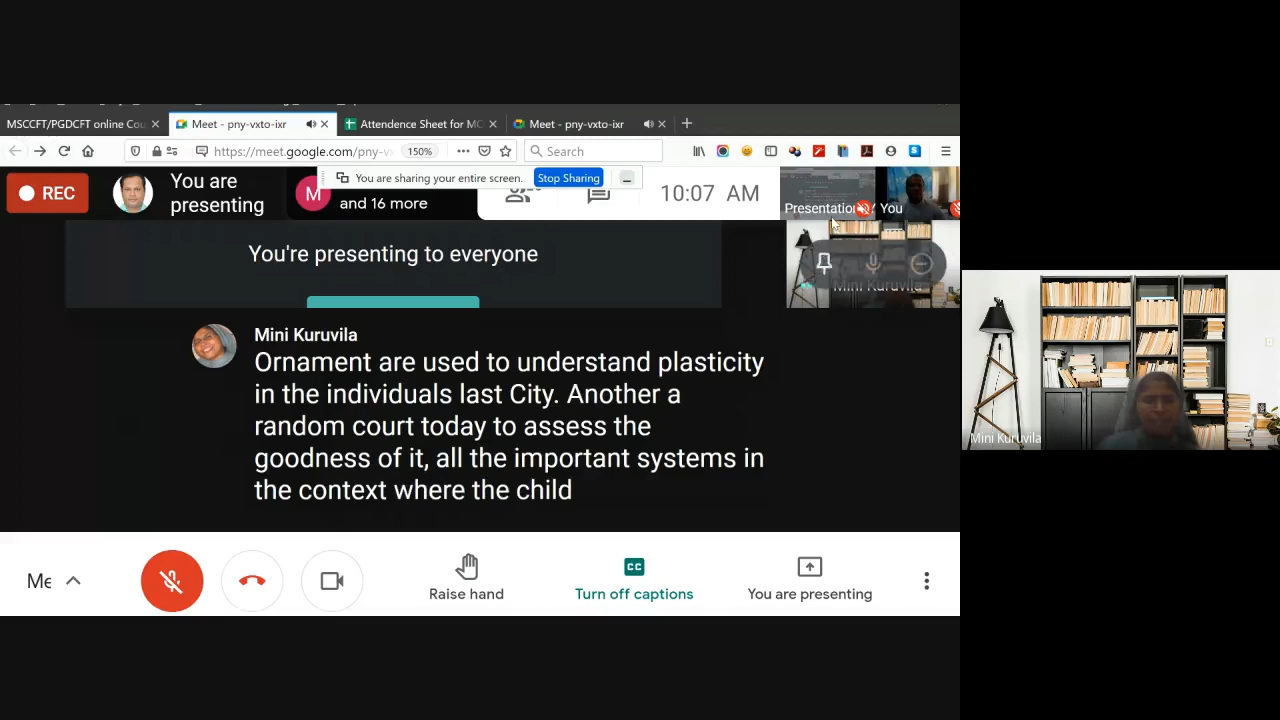 MSCCFT/PGDCFT online Cou
Meet - pny-vxto-ixr
Attendence Sheet for MC
Meet - pny-vxto-ixr
https://meet.google.com/pny-v
150%
Search
REC
You are
presenting
M
and 16 more
You are sharing your entire screen.
Stop Sharing
10:07 AM
Presentation
You
You're presenting to everyone
Mini Kuruvila
Mini Kuruvila
Ornament are used to understand plasticity
in the individuals last City. Another a
random court today to assess the
goodness of it, all the important systems in
the context where the child
Mini Kuruvila
Me
CC
Raise hand
Turn off captions
You are presenting